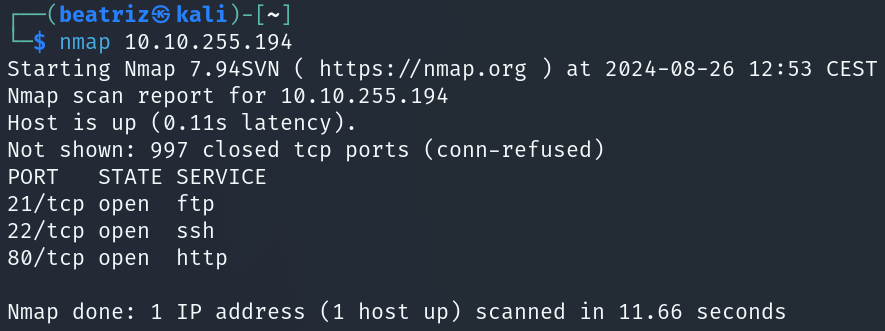 ┌──(beatriz㉿kali)-[~]
└─$ nmap 10.10.255.194
Starting Nmap 7.94SVN ( https://nmap.org ) at 2024-08-26 12:53 CEST
Nmap scan report for 10.10.255.194
Host is up (0.11s latency).
Not shown: 997 closed tcp ports (conn-refused)
PORT   STATE SERVICE
21/tcp open  ftp
22/tcp open  ssh
80/tcp open  http

Nmap done: 1 IP address (1 host up) scanned in 11.66 seconds